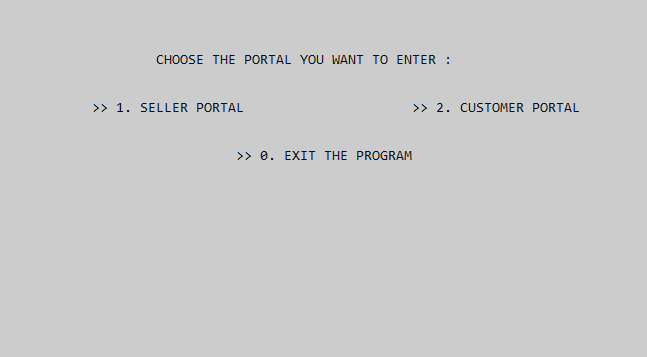 CHOOSE THE PORTAL YOU WANT TO ENTER :
>> 1. SELLER PORTAL >> 2. CUSTOMER PORTAL
>> 0. EXIT THE PROGRAM